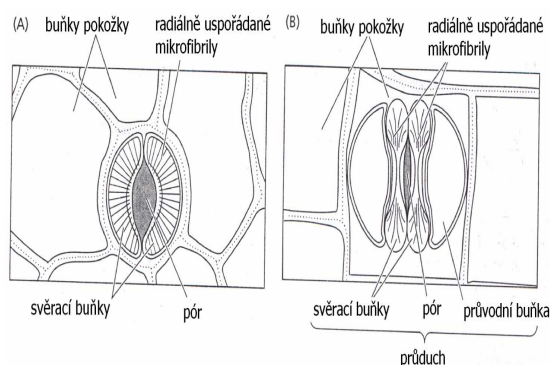 (A)
buňky pokožky
radiálně uspořádané
mikrofibrily
svěrací buňky
pór
(B)
buňky pokožky
radiálně uspořádané
mikrofibrily
svěrací buňky
pór
průvodní buňka
průduch